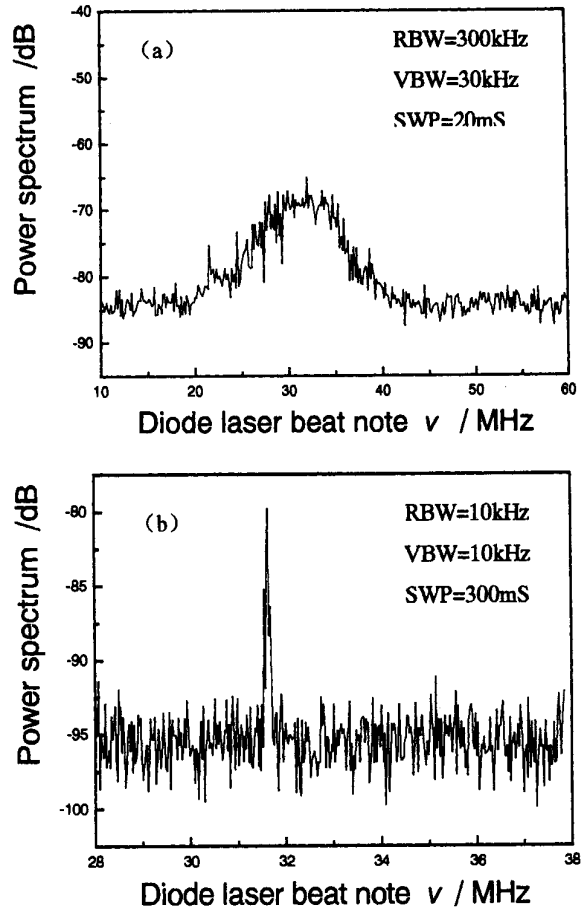 -40
(a)
RBW=300kHz
-50
VBW=30kHz
-60
SWP=20mS
-70
-80
-90
Power spectrum /dB
10 20 30 40 50 60
Diode laser beat note v / MHz
-80
(b)
RBW=10kHz
VBW=10kHz
-85
SWP=300mS
-90
-95
-100
Power spectrum /dB
28 30 32 34 36 38
Diode laser beat note v / MHz